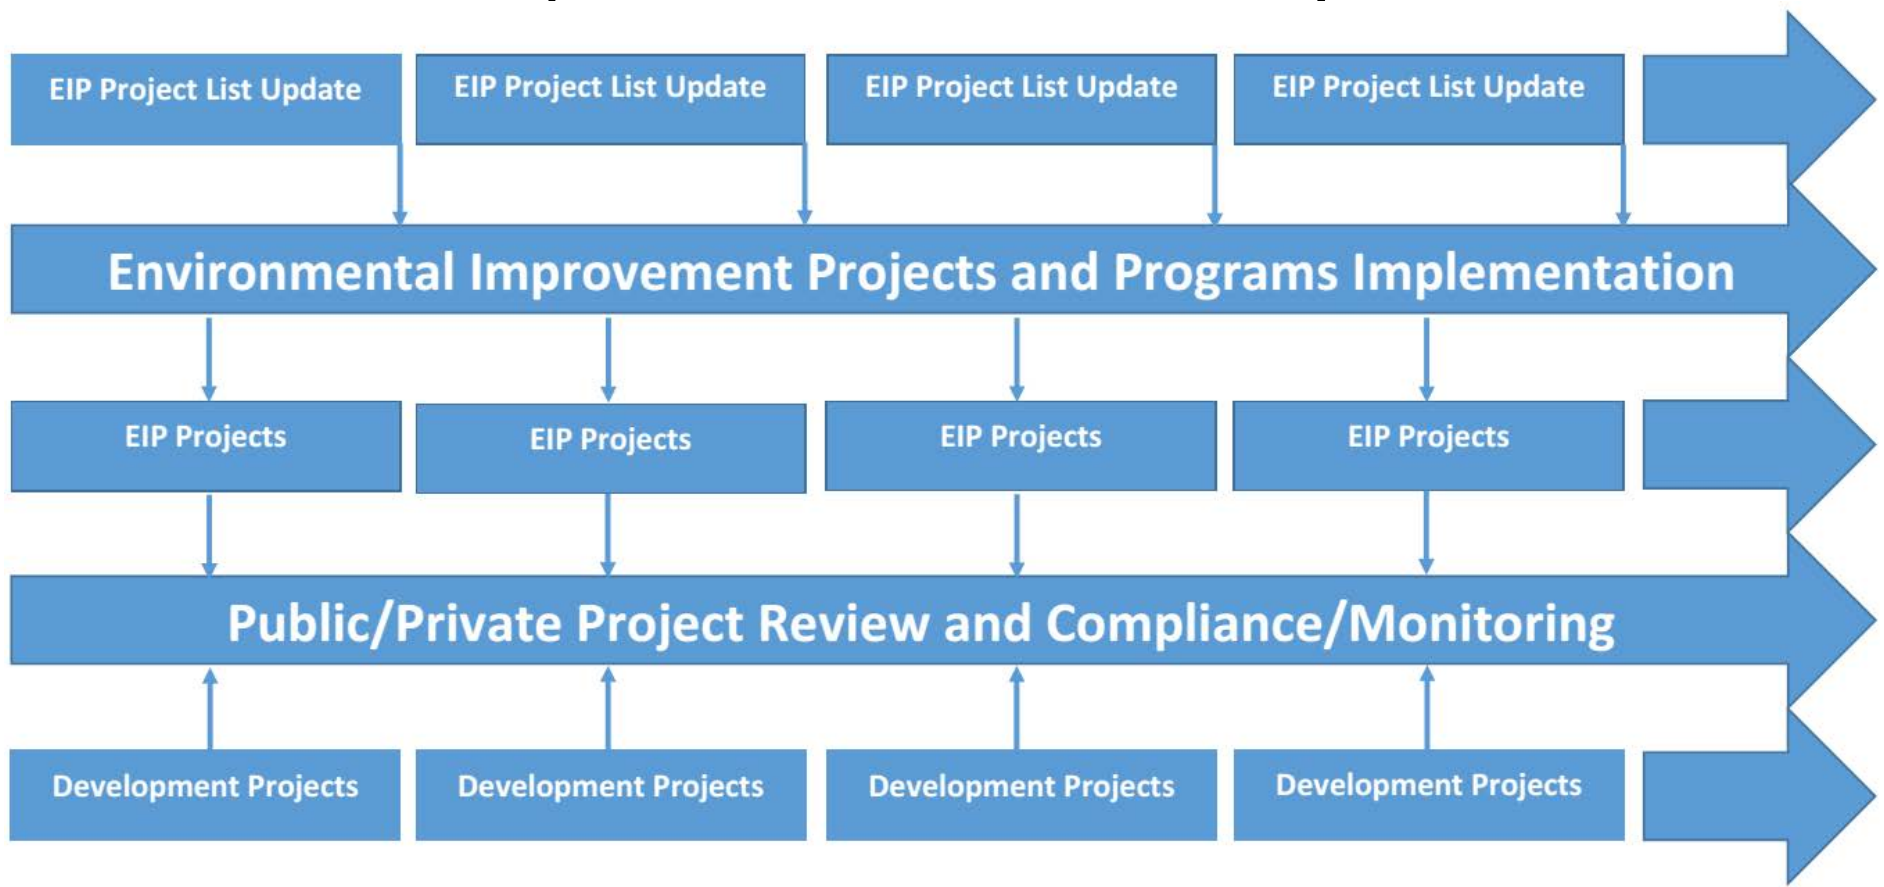 EIP Project List Update
EIP Project List Update
EIP Project List Update
EIP Project List Update
Environmental Improvement Projects and Programs Implementation
EIP Projects
EIP Projects
EIP Projects
EIP Projects
Public/Private Project Review and Compliance/Monitoring
Development Projects
Development Projects
Development Projects
Development Projects